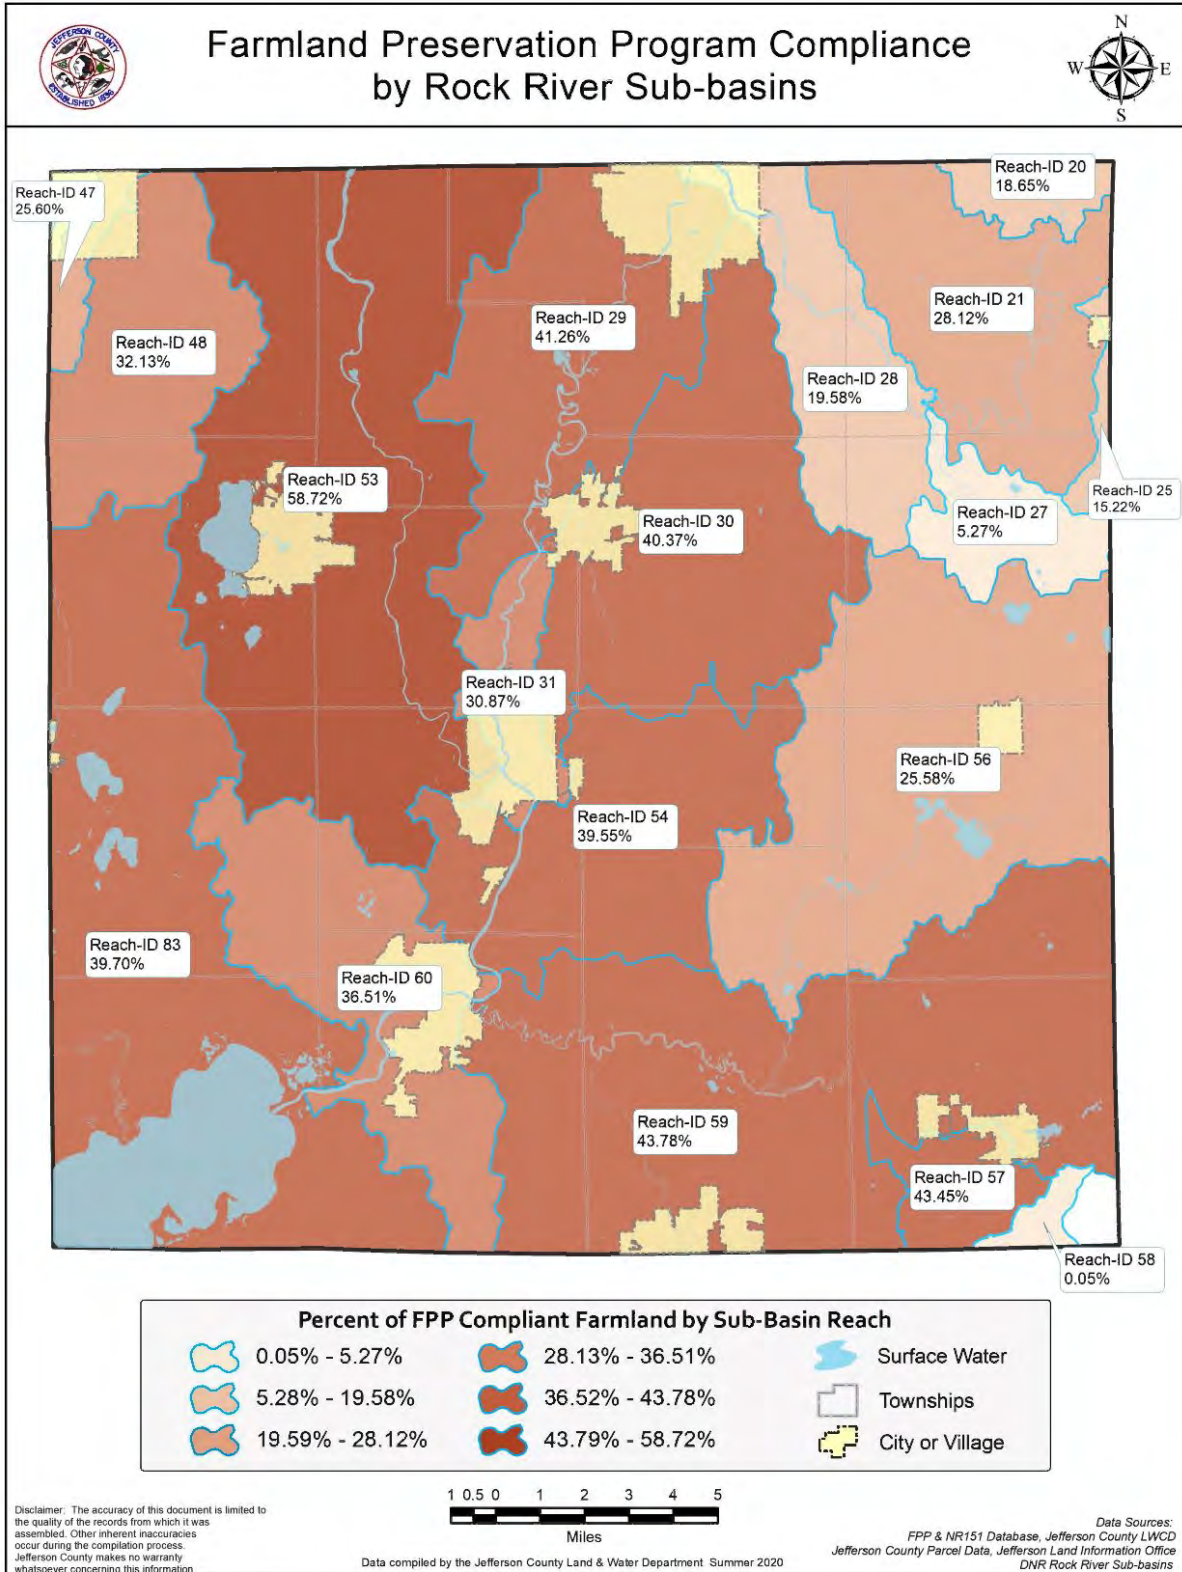 JEFFERSON COUNTY
ESTABLISHED 1836
Farmland Preservation Program Compliance
by Rock River Sub-basins
N
W
E
S
Reach-ID 47
25.60%
Reach-ID 20
18.65%
Reach-ID 48
32.13%
Reach-ID 29
41.26%
Reach-ID 21
28.12%
Reach-ID 28
19.58%
Reach-ID 53
58.72%
Reach-ID 30
40.37%
Reach-ID 27
5.27%
Reach-ID 25
15.22%
Reach-ID 31
30.87%
Reach-ID 56
25.58%
Reach-ID 54
39.55%
Reach-ID 83
39.70%
Reach-ID 60
36.51%
Reach-ID 59
43.78%
Reach-ID 57
43.45%
Reach-ID 58
0.05%
Percent of FPP Compliant Farmland by Sub-Basin Reach
0.05% - 5.27%
28.13% - 36.51%
Surface Water
5.28% - 19.58%
36.52% - 43.78%
Townships
19.59% - 28.12%
43.79% - 58.72%
City or Village
1 0.5 0 1 2 3 4 5
Miles
Disclaimer: The accuracy of this document is limited to
the quality of the records from which it was
assembled. Other inherent inaccuracies
occur during the compilation process.
Jefferson County makes no warranty
whatsoever concerning this information
Data compiled by the Jefferson County Land & Water Department Summer 2020
Data Sources:
FPP & NR151 Database, Jefferson County LWCD
Jefferson County Parcel Data, Jefferson Land Information Office
DNR Rock River Sub-basins